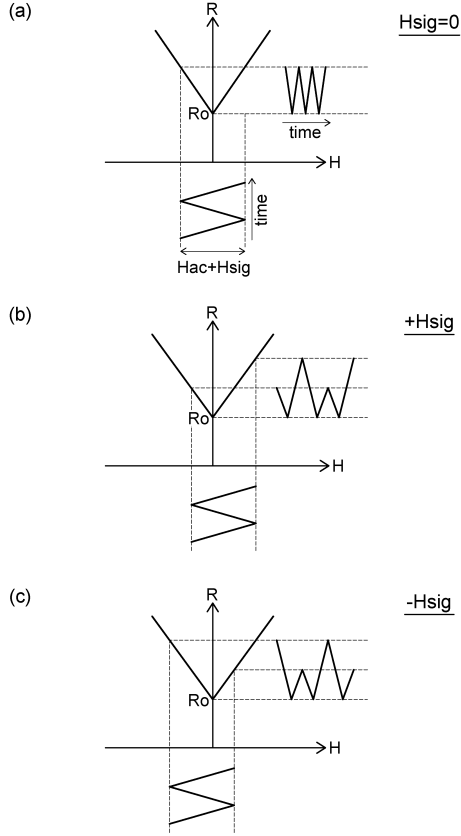 (a)
R
Hsig=0
Ro
time
H
time
Hac+Hsig
(b)
R
+Hsig
Ro
H
(c)
R
-Hsig
Ro
H